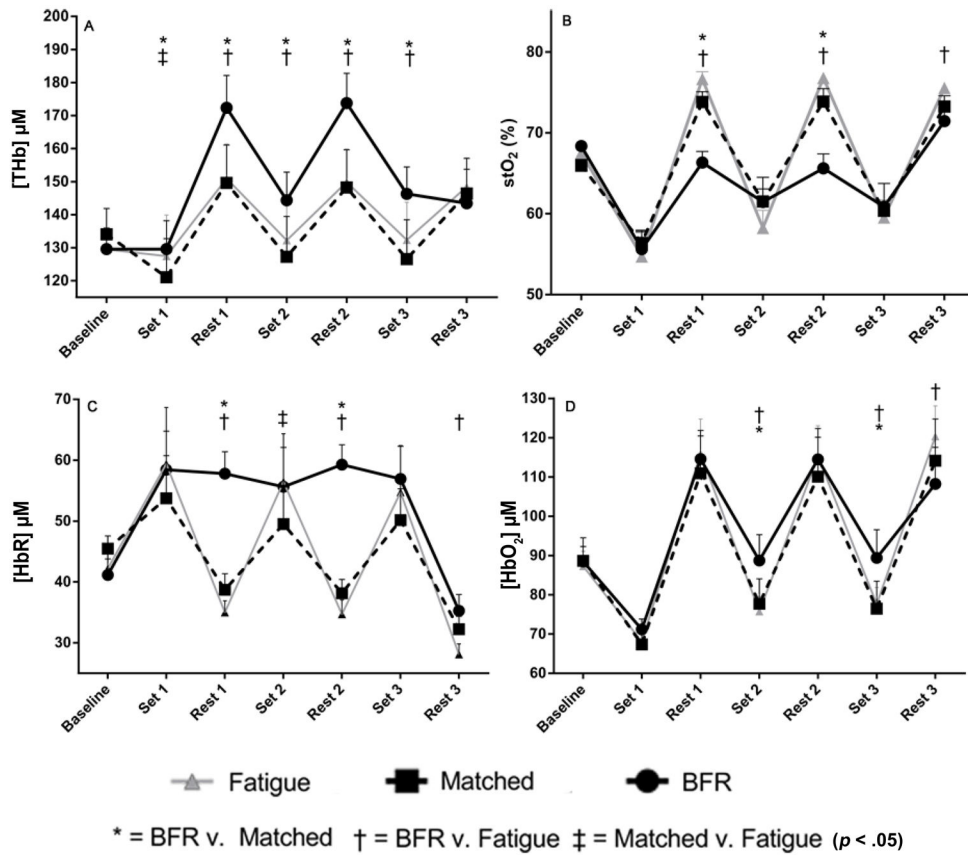 A
[THb] µM
200
190
180
170
160
150
140
130
120
*
‡
*
†
*
†
*
†
*
†
Baseline
Set 1
Rest 1
Set 2
Rest 2
Set 3
Rest 3
B
stO₂ (%)
80
70
60
50
*
†
*
†
†
Baseline
Set 1
Rest 1
Set 2
Rest 2
Set 3
Rest 3
C
[HbR] µM
70
60
50
40
30
*
†
‡
*
†
†
Baseline
Set 1
Rest 1
Set 2
Rest 2
Set 3
Rest 3
D
[HbO₂] µM
140
130
120
110
100
90
80
70
60
†
*
†
*
†
Baseline
Set 1
Rest 1
Set 2
Rest 2
Set 3
Rest 3
Fatigue Matched BFR
* = BFR v. Matched † = BFR v. Fatigue ‡ = Matched v. Fatigue (p < .05)